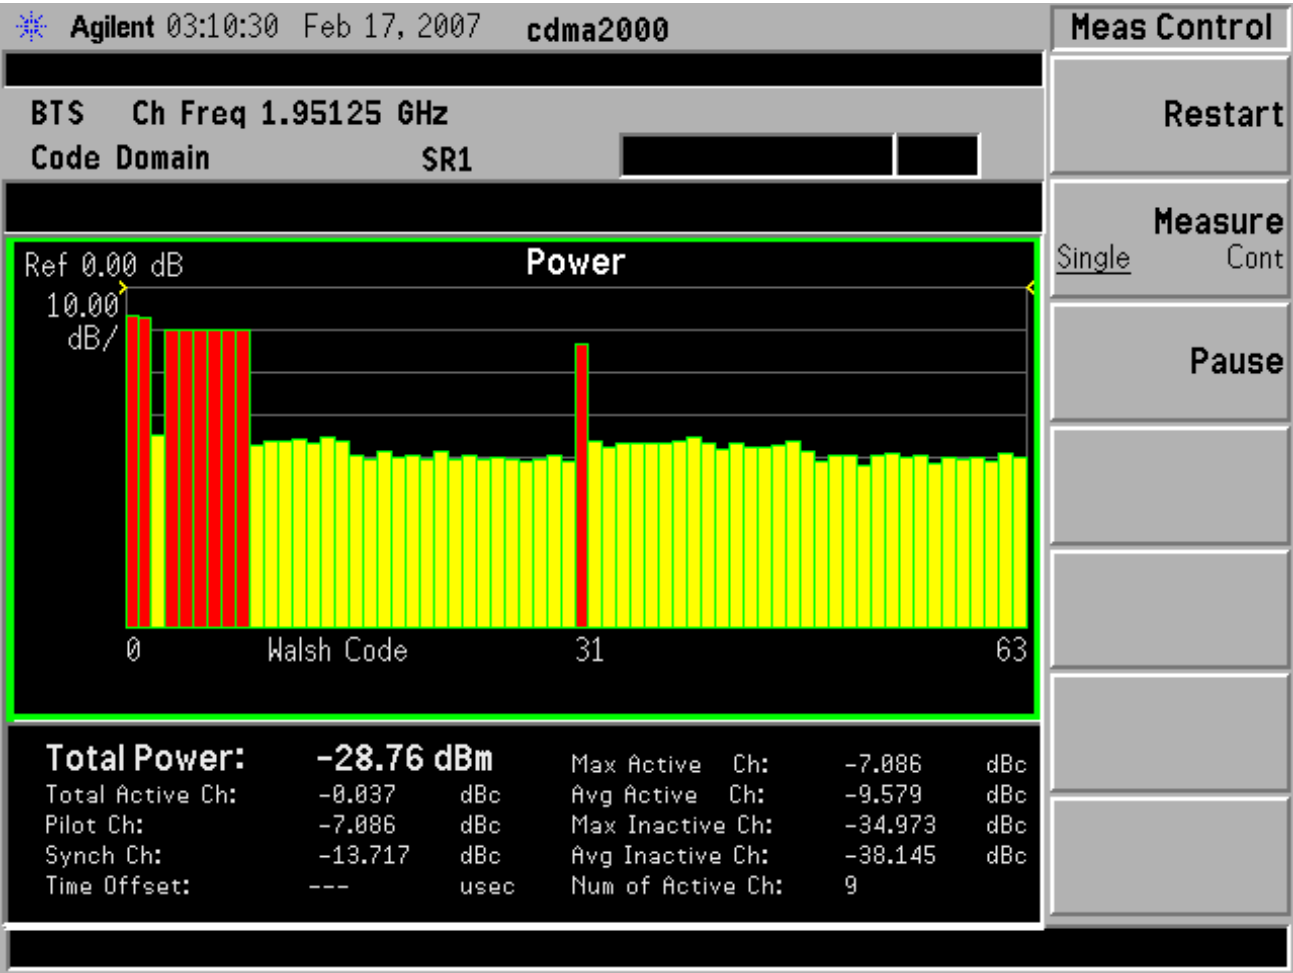 Agilent 03:10:30 Feb 17, 2007 cdma2000
Meas Control
BTS Ch Freq 1.95125 GHz
Code Domain SR1
Restart
Measure
Single Cont
Pause
Ref 0.00 dB Power
10.00
dB/
0 Walsh Code 31 63
Total Power: -28.76 dBm
Total Active Ch: -0.037 dBc
Pilot Ch: -7.086 dBc
Synch Ch: -13.717 dBc
Time Offset: --- usec
Max Active Ch: -7.086 dBc
Avg Active Ch: -9.579 dBc
Max Inactive Ch: -34.973 dBc
Avg Inactive Ch: -38.145 dBc
Num of Active Ch: 9